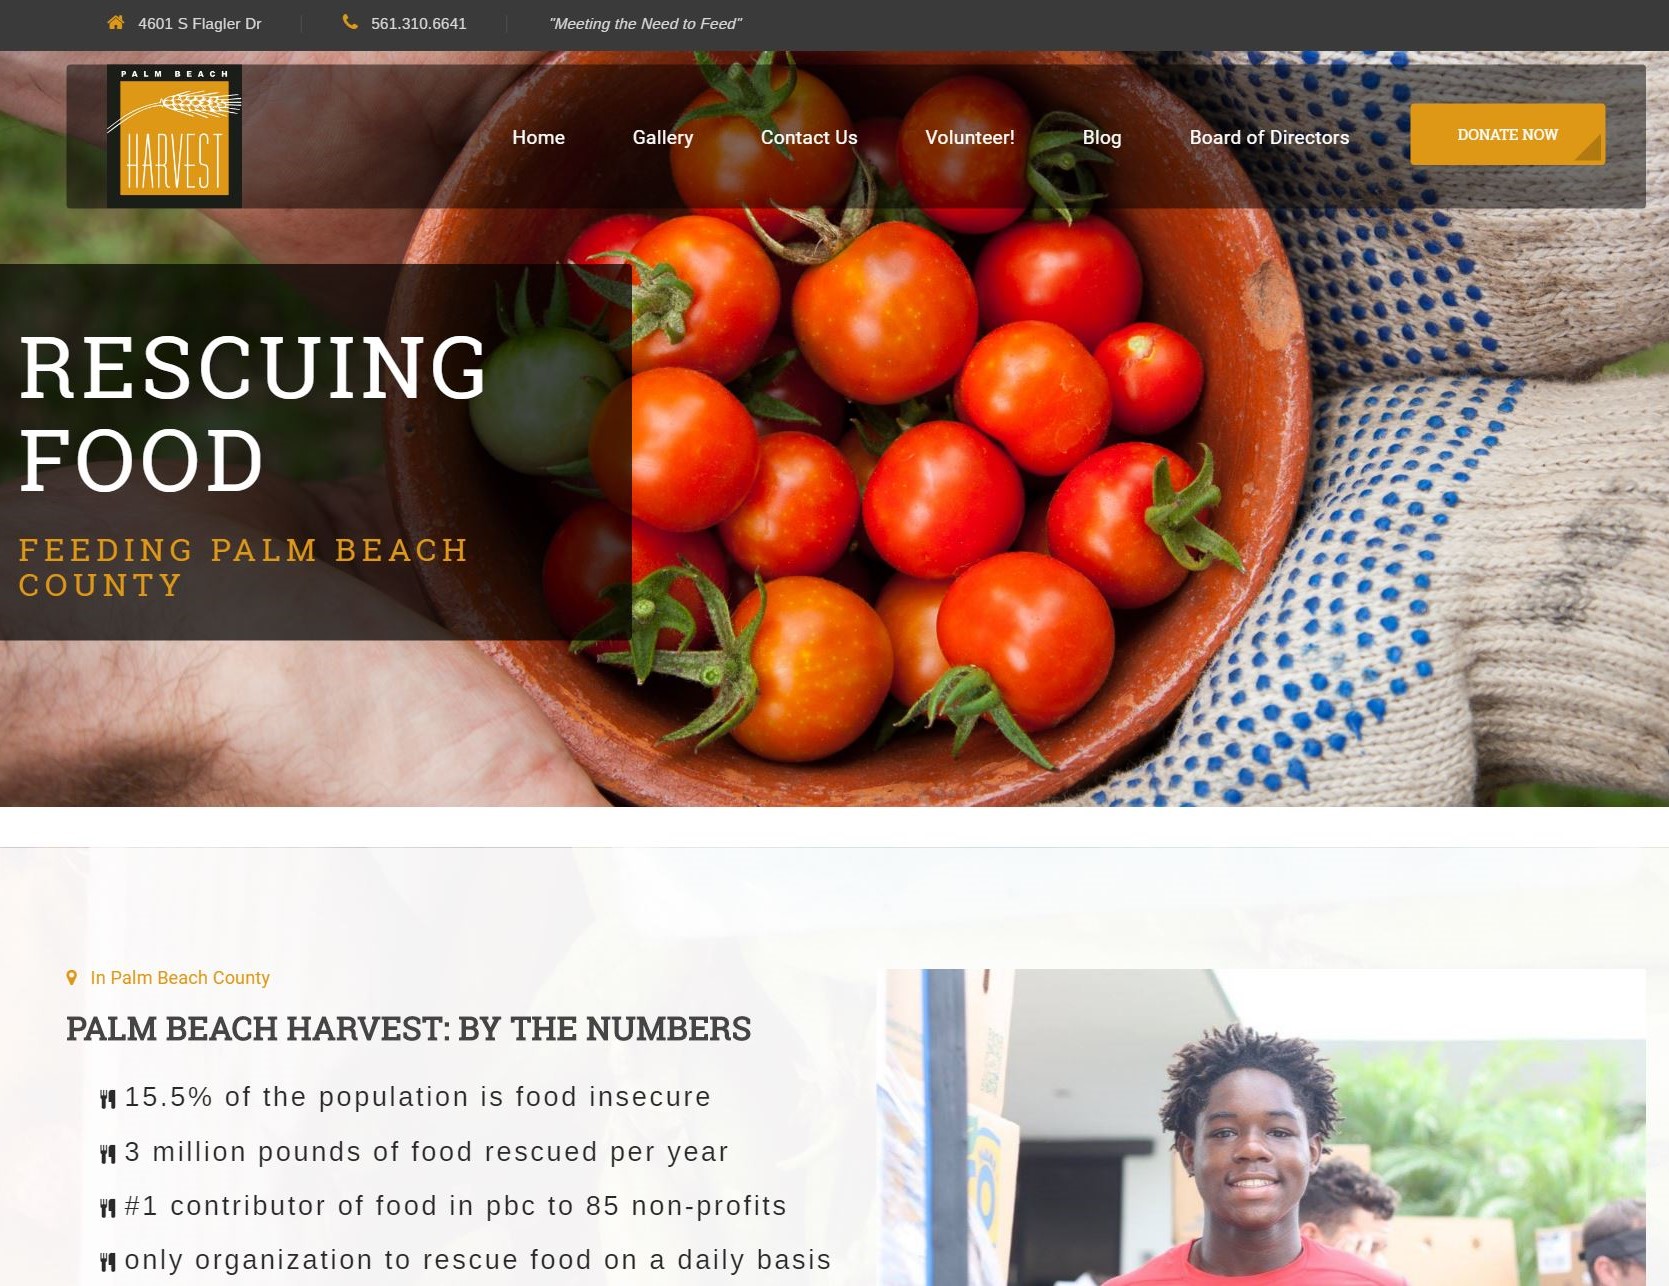 4601 S Flagler Dr
561.310.6641
"Meeting the Need to Feed"
PALM BEACH
HARVEST
Home
Gallery
Contact Us
Volunteer!
Blog
Board of Directors
DONATE NOW
RESCUING
FOOD
FEEDING PALM BEACH
COUNTY
In Palm Beach County
PALM BEACH HARVEST: BY THE NUMBERS
15.5% of the population is food insecure
3 million pounds of food rescued per year
#1 contributor of food in pbc to 85 non-profits
only organization to rescue food on a daily basis